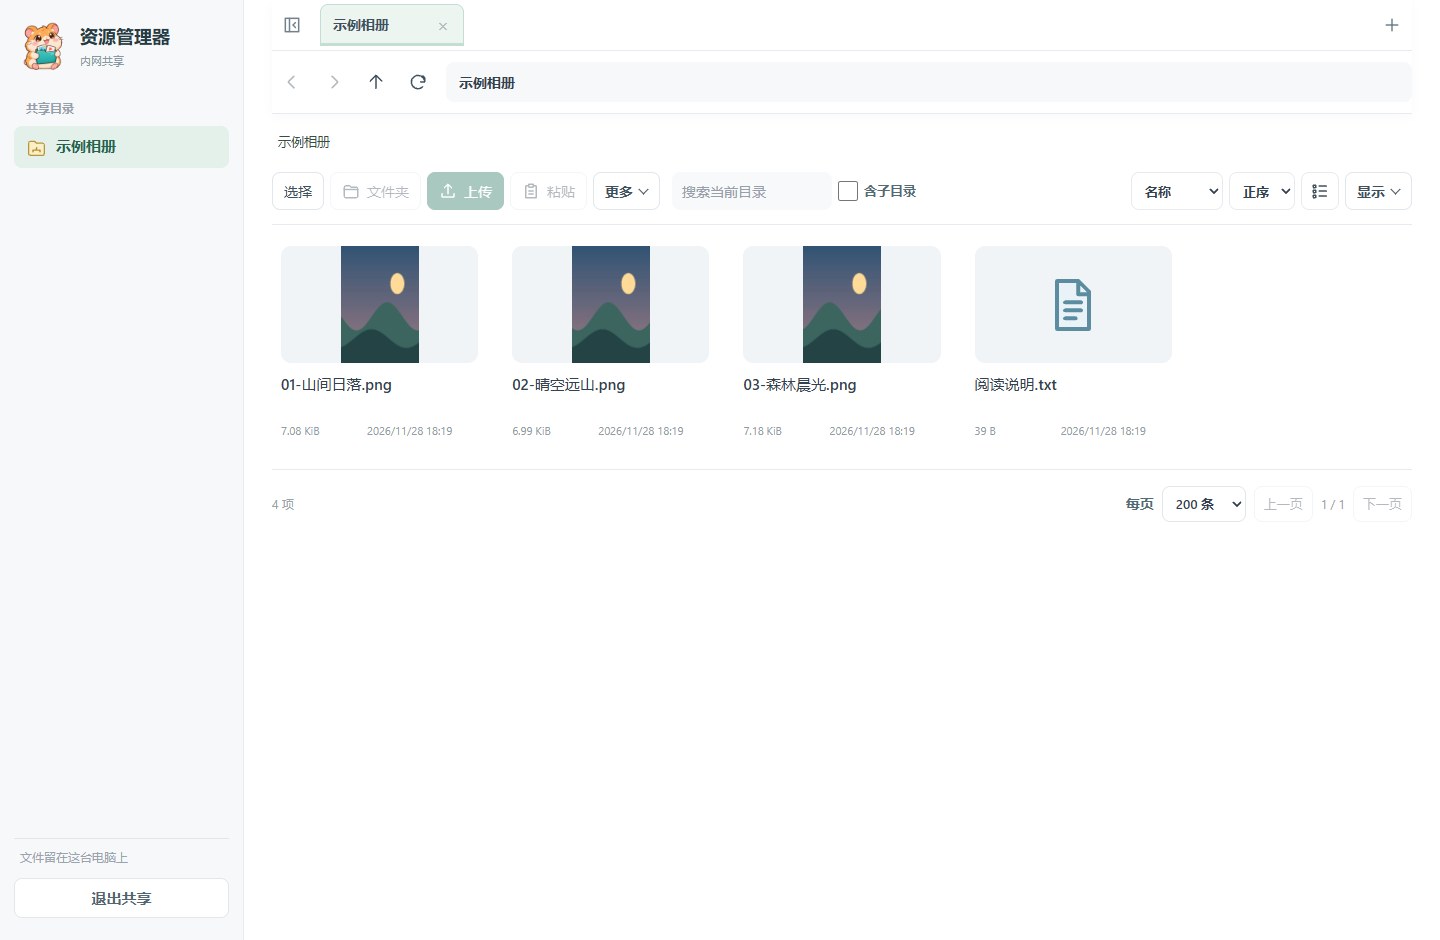 资源管理器
内网共享
共享目录
示例相册
文件留在这台电脑上
退出共享
示例相册
示例相册
示例相册
选择 文件夹 上传 粘贴 更多 搜索当前目录 含子目录 名称 正序 显示
01-山间日落.png
7.08 KiB 2026/11/28 18:19
02-晴空远山.png
6.99 KiB 2026/11/28 18:19
03-森林晨光.png
7.18 KiB 2026/11/28 18:19
阅读说明.txt
39 B 2026/11/28 18:19
4 项 每页 200 条 上一页 1 / 1 下一页